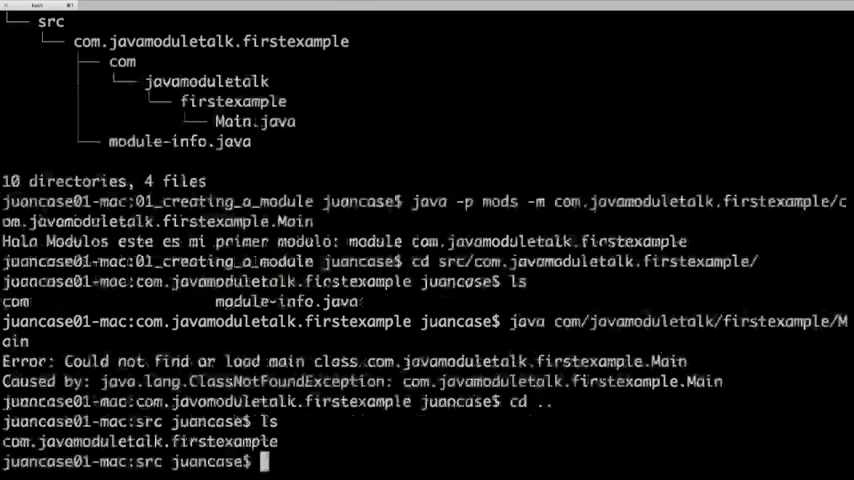 bash
⌘1
└── src
└── com.javamoduletalk.firstexample
├── com
└── javamoduletalk
└── firstexample
└── Main.java
└── module-info.java
10 directories, 4 files
juancase01-mac:01_creating_a_module juancase$ java -p mods -m com.javamoduletalk.firstexample/c
om.javamoduletalk.firstexample.Main
Hola Modulos este es mi primer modulo: module com.javamoduletalk.firstexample
juancase01-mac:01_creating_a_module juancase$ cd src/com.javamoduletalk.firstexample/
juancase01-mac:com.javamoduletalk.firstexample juancase$ ls
com module-info.java
juancase01-mac:com.javamoduletalk.firstexample juancase$ java com/javamoduletalk/firstexample/M
ain
Error: Could not find or load main class com.javamoduletalk.firstexample.Main
Caused by: java.lang.ClassNotFoundException: com.javamoduletalk.firstexample.Main
juancase01-mac:com.javamoduletalk.firstexample juancase$ cd ..
juancase01-mac:src juancase$ ls
com.javamoduletalk.firstexample
juancase01-mac:src juancase$